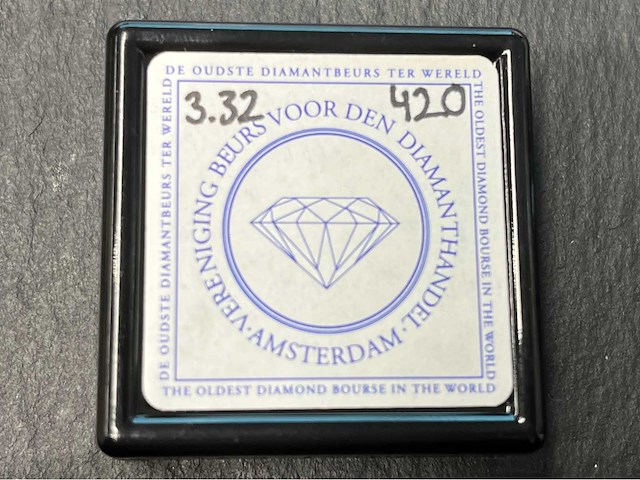 DE OUDSTE DIAMANTBEURS TER WERELD
3.32
420
VERENIGING BEURS VOOR DEN DIAMANTHANDEL
· AMSTERDAM ·
DE OUDSTE DIAMANTBEURS TER WERELD
THE OLDEST DIAMOND BOURSE IN THE WORLD
THE OLDEST DIAMOND BOURSE IN THE WORLD